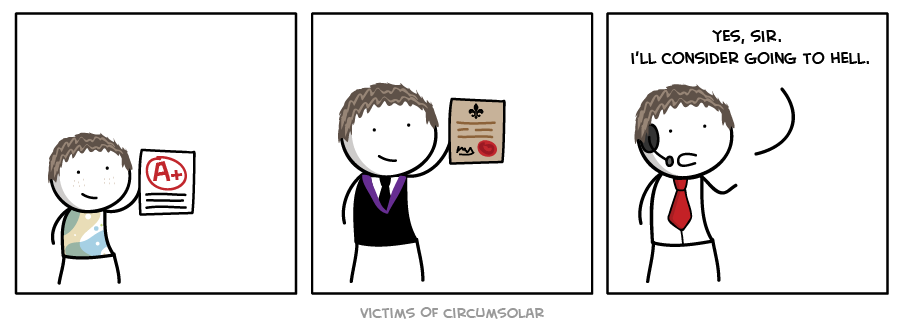 A+
YES, SIR.
I'LL CONSIDER GOING TO HELL.
VICTIMS OF CIRCUMSOLAR